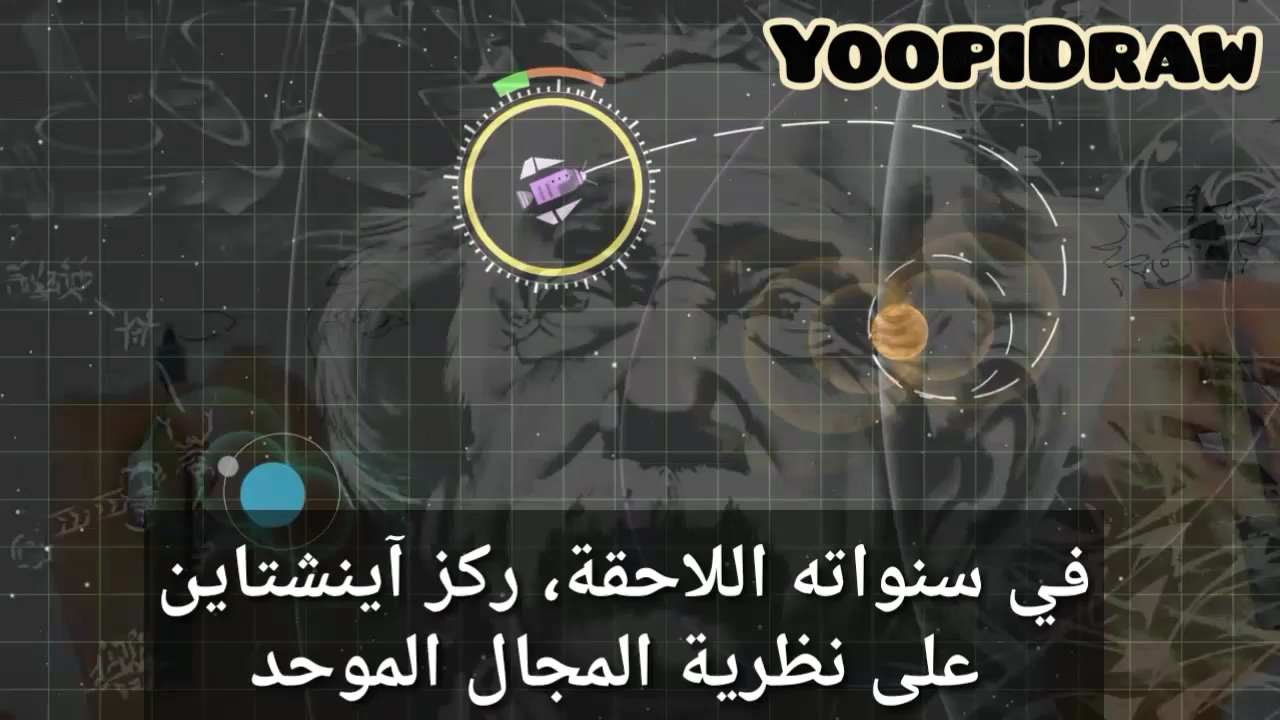 YOOPIDRAW
في سنواته اللاحقة، ركز آينشتاين
على نظرية المجال الموحد